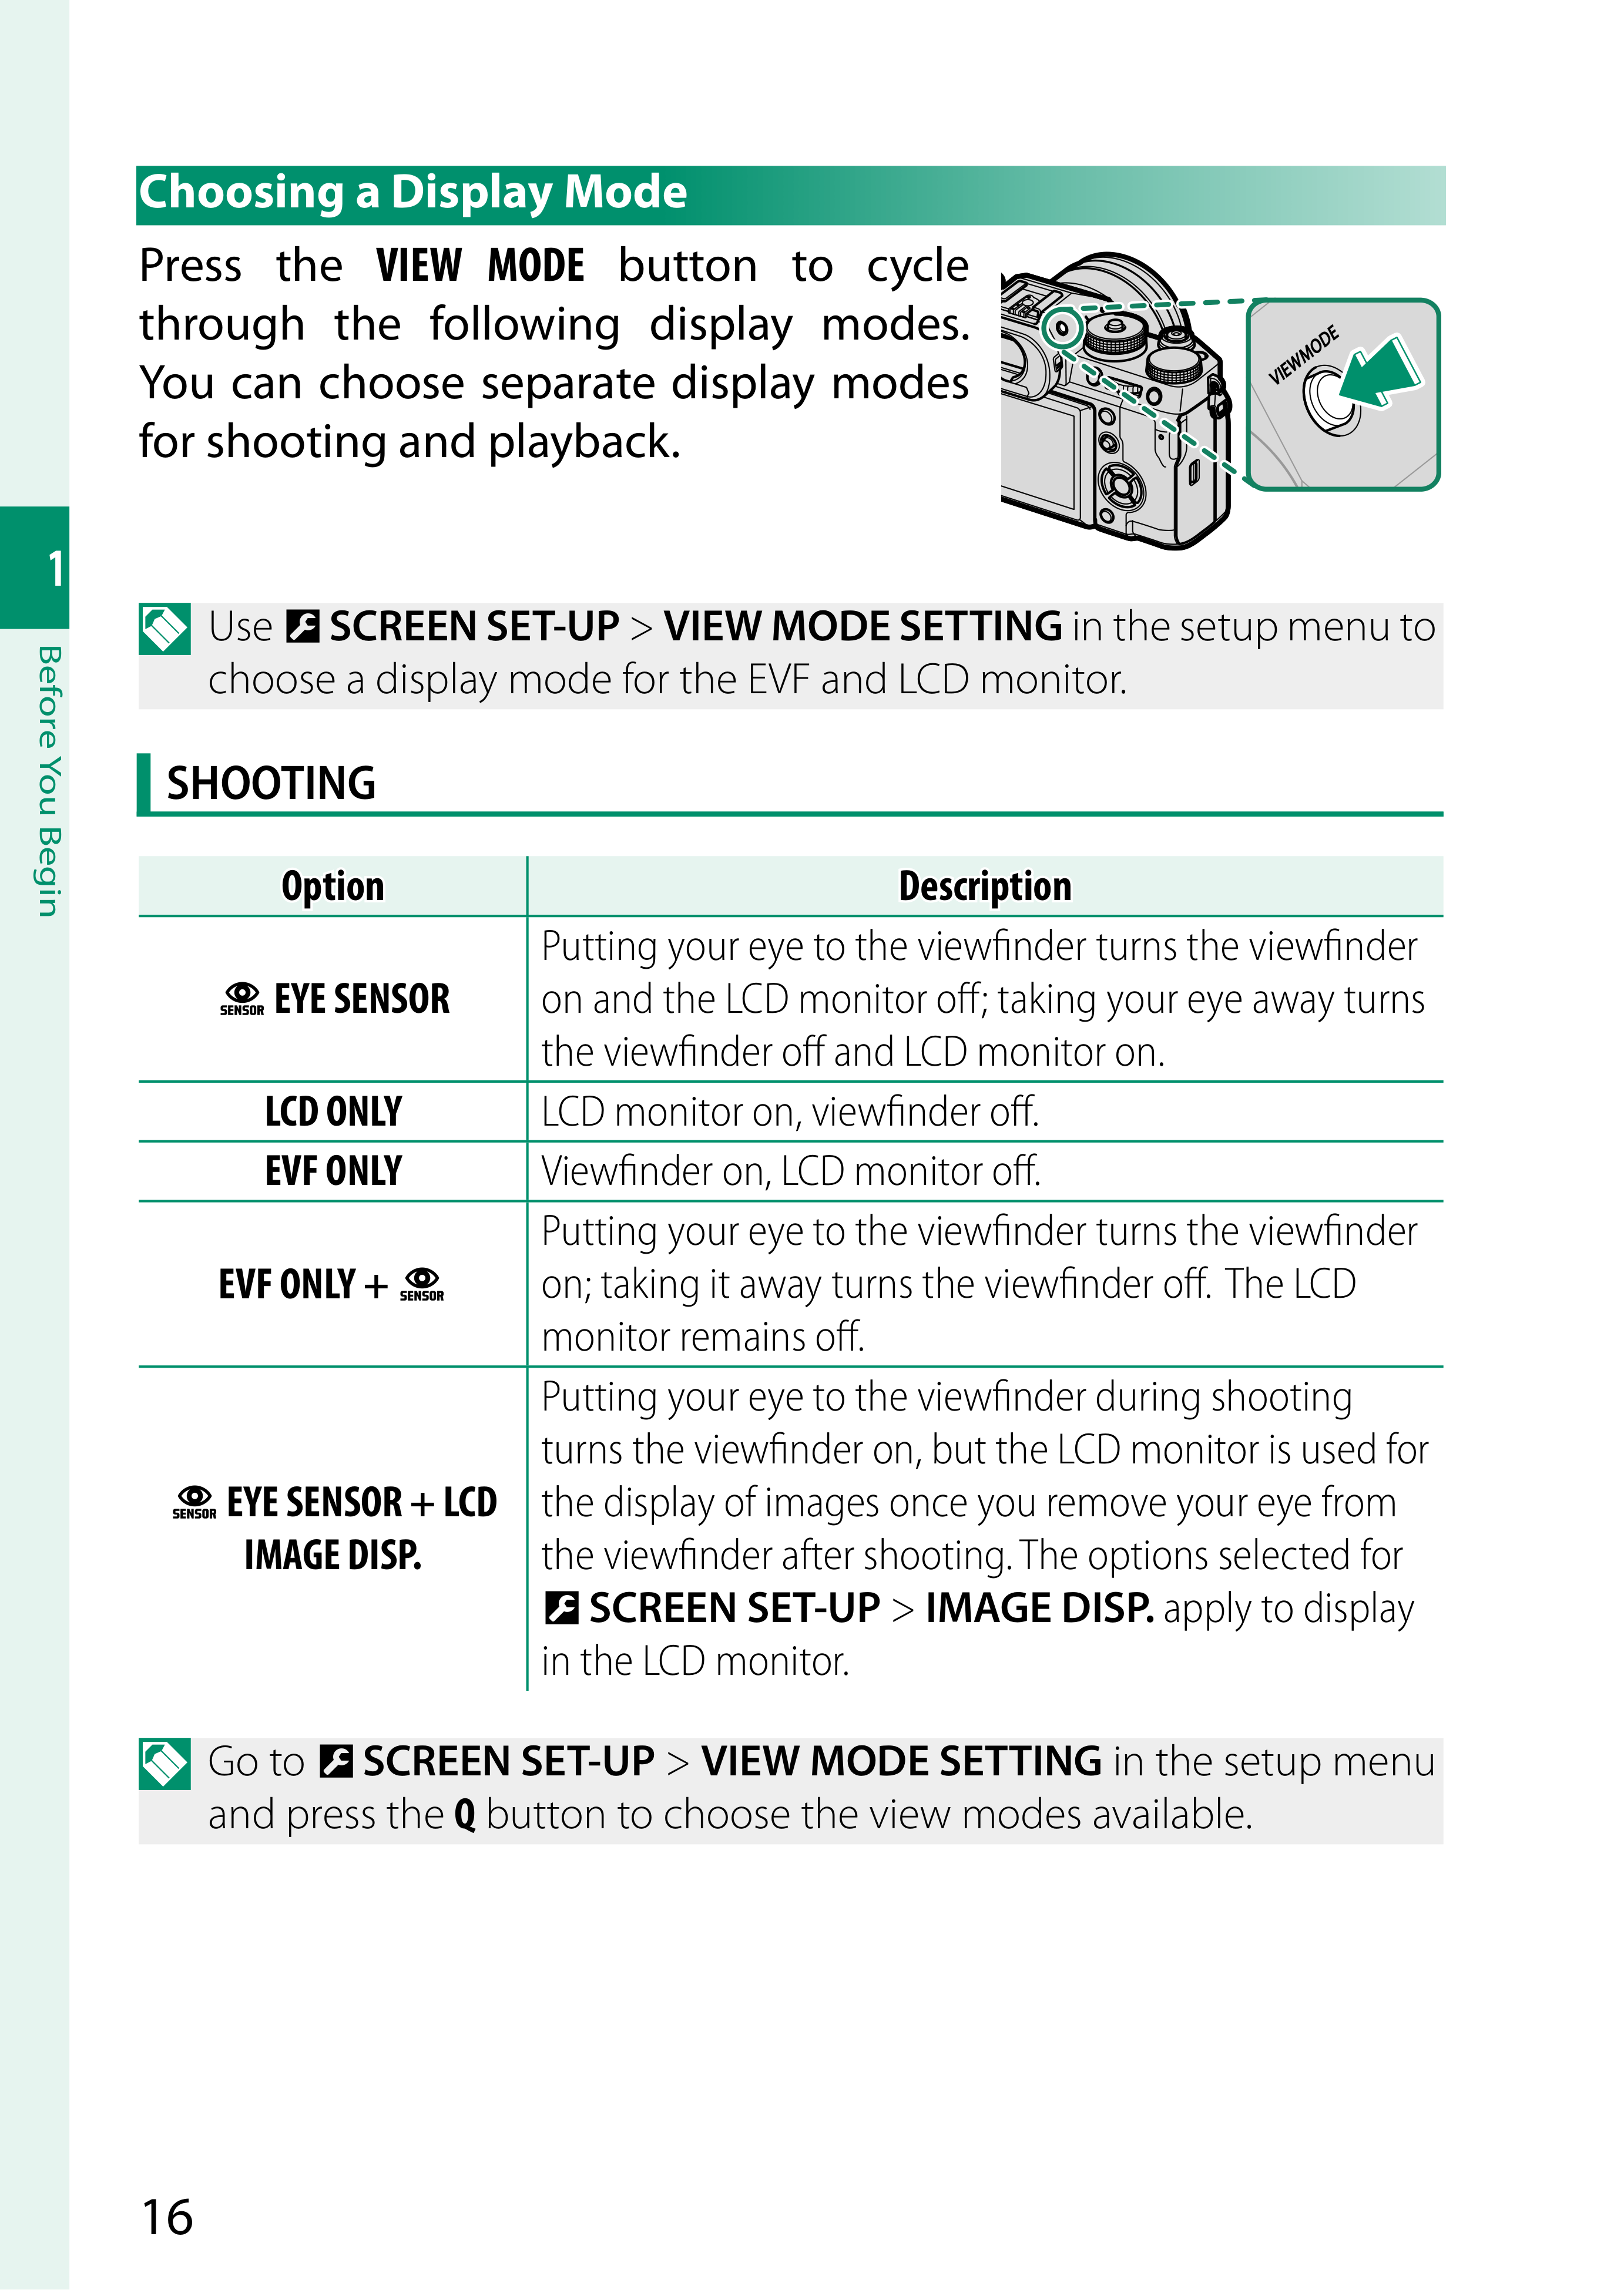 Choosing a Display Mode
Press the VIEW MODE button to cycle
through the following display modes.
You can choose separate display modes
for shooting and playback.
VIEWMODE
1
Before You Begin
Use SCREEN SET-UP > VIEW MODE SETTING in the setup menu to
choose a display mode for the EVF and LCD monitor.
SHOOTING
Option
Description
SENSOR EYE SENSOR
Putting your eye to the viewfinder turns the viewfinder
on and the LCD monitor off; taking your eye away turns
the viewfinder off and LCD monitor on.
LCD ONLY
LCD monitor on, viewfinder off.
EVF ONLY
Viewfinder on, LCD monitor off.
EVF ONLY + SENSOR
Putting your eye to the viewfinder turns the viewfinder
on; taking it away turns the viewfinder off. The LCD
monitor remains off.
SENSOR EYE SENSOR + LCD
IMAGE DISP.
Putting your eye to the viewfinder during shooting
turns the viewfinder on, but the LCD monitor is used for
the display of images once you remove your eye from
the viewfinder after shooting. The options selected for
SCREEN SET-UP > IMAGE DISP. apply to display
in the LCD monitor.
Go to SCREEN SET-UP > VIEW MODE SETTING in the setup menu
and press the Q button to choose the view modes available.
16